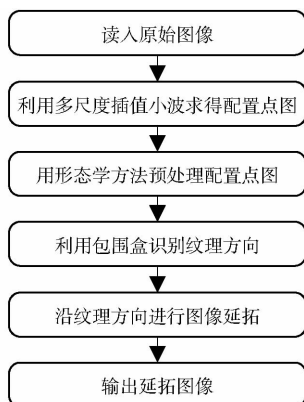 读入原始图像
利用多尺度插值小波求得配置点图
用形态学方法预处理配置点图
利用包围盒识别纹理方向
沿纹理方向进行图像延拓
输出延拓图像